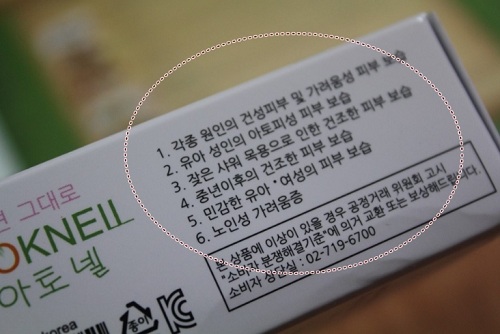 1. 각종 원인의 건성피부 및 가려움성 피부 보습
2. 유아 성인의 아토피성 피부 보습
3. 잦은 샤워 목욕으로 인한 건조한 피부 보습
4. 중년이후의 건조한 피부 보습
5. 민감한 유아·여성의 피부 보습
6. 노인성 가려움증
본 상품에 이상이 있을 경우 공정거래 위원회 고시
"소비자 분쟁해결기준"에 의거 교환 또는 보상해드립니다.
소비자 상담실 : 02-719-6700
그대로
OKNELL
아토넬
korea
종이